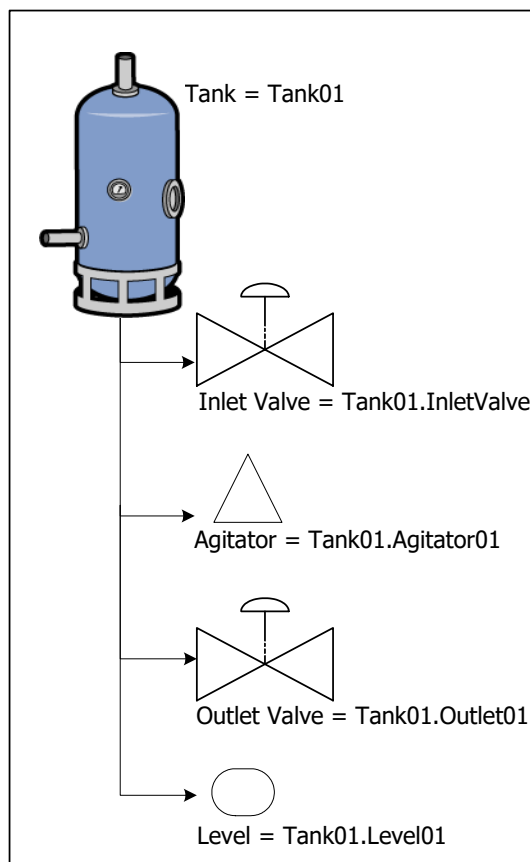 Tank = Tank01
Inlet Valve = Tank01.InletValve
Agitator = Tank01.Agitator01
Outlet Valve = Tank01.Outlet01
Level = Tank01.Level01